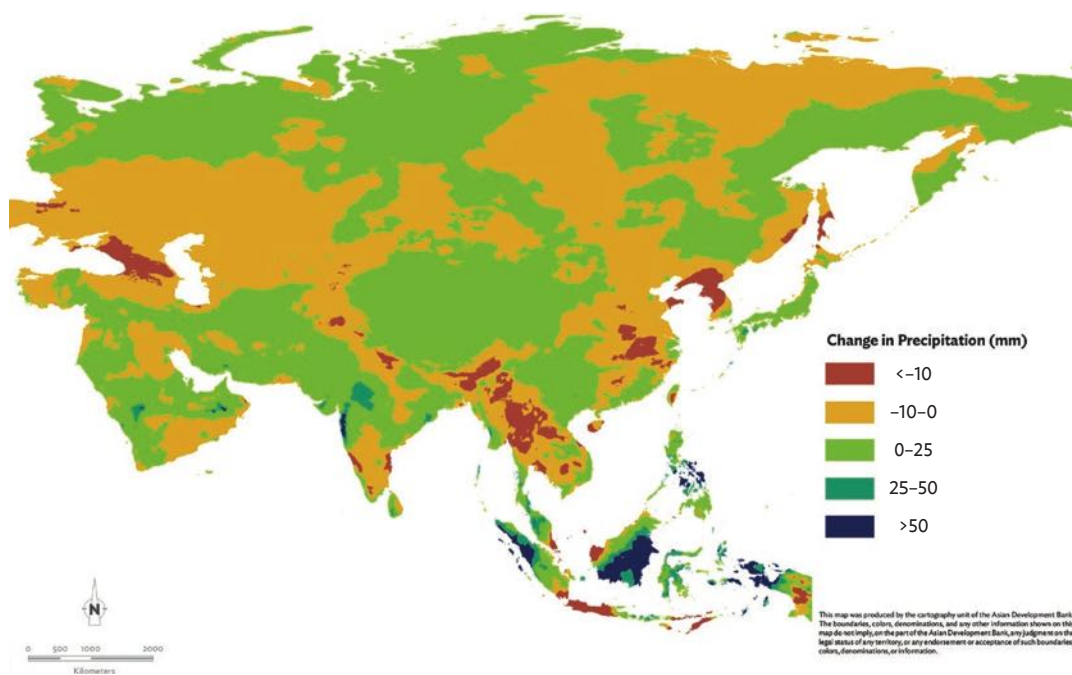 Change in Precipitation (mm)
<–10
–10–0
0–25
25–50
>50
N
0 500 1000 2000
Kilometers
This map was produced by the cartography unit of the Asian Development Bank.
The boundaries, colors, denominations, and any other information shown on this
map do not imply, on the part of the Asian Development Bank, any judgment on the
legal status of any territory, or any endorsement or acceptance of such boundaries,
colors, denominations, or information.